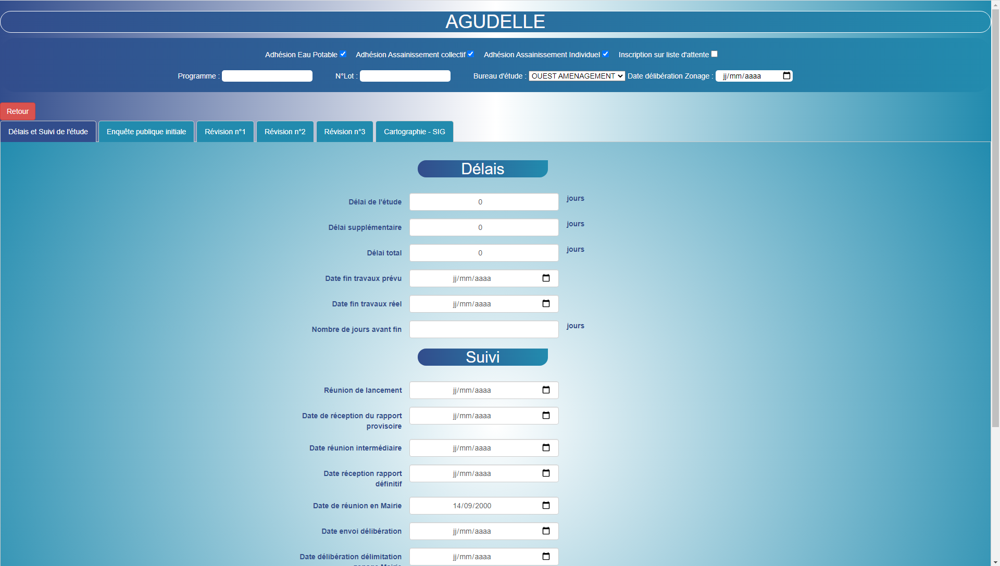 AGUDELLE
Adhésion Eau Potable Adhésion Assainissement collectif Adhésion Assainissement Individuel Inscription sur liste d'attente
Programme : N°Lot : Bureau d'étude : OUEST AMENAGEMENT Date délibération Zonage : jj/mm/aaaa
Retour
Délais et Suivi de l'étude Enquête publique initiale Révision n°1 Révision n°2 Révision n°3 Cartographie - SIG
Délais
Délai de l'étude 0 jours
Délai supplémentaire 0 jours
Délai total 0 jours
Date fin travaux prévu jj/mm/aaaa
Date fin travaux réel jj/mm/aaaa
Nombre de jours avant fin jours
Suivi
Réunion de lancement jj/mm/aaaa
Date de réception du rapport jj/mm/aaaa
provisoire
Date réunion intermédiaire jj/mm/aaaa
Date réception rapport jj/mm/aaaa
définitif
Date de réunion en Mairie 14/09/2000
Date envoi délibération jj/mm/aaaa
Date délibération délimitation jj/mm/aaaa